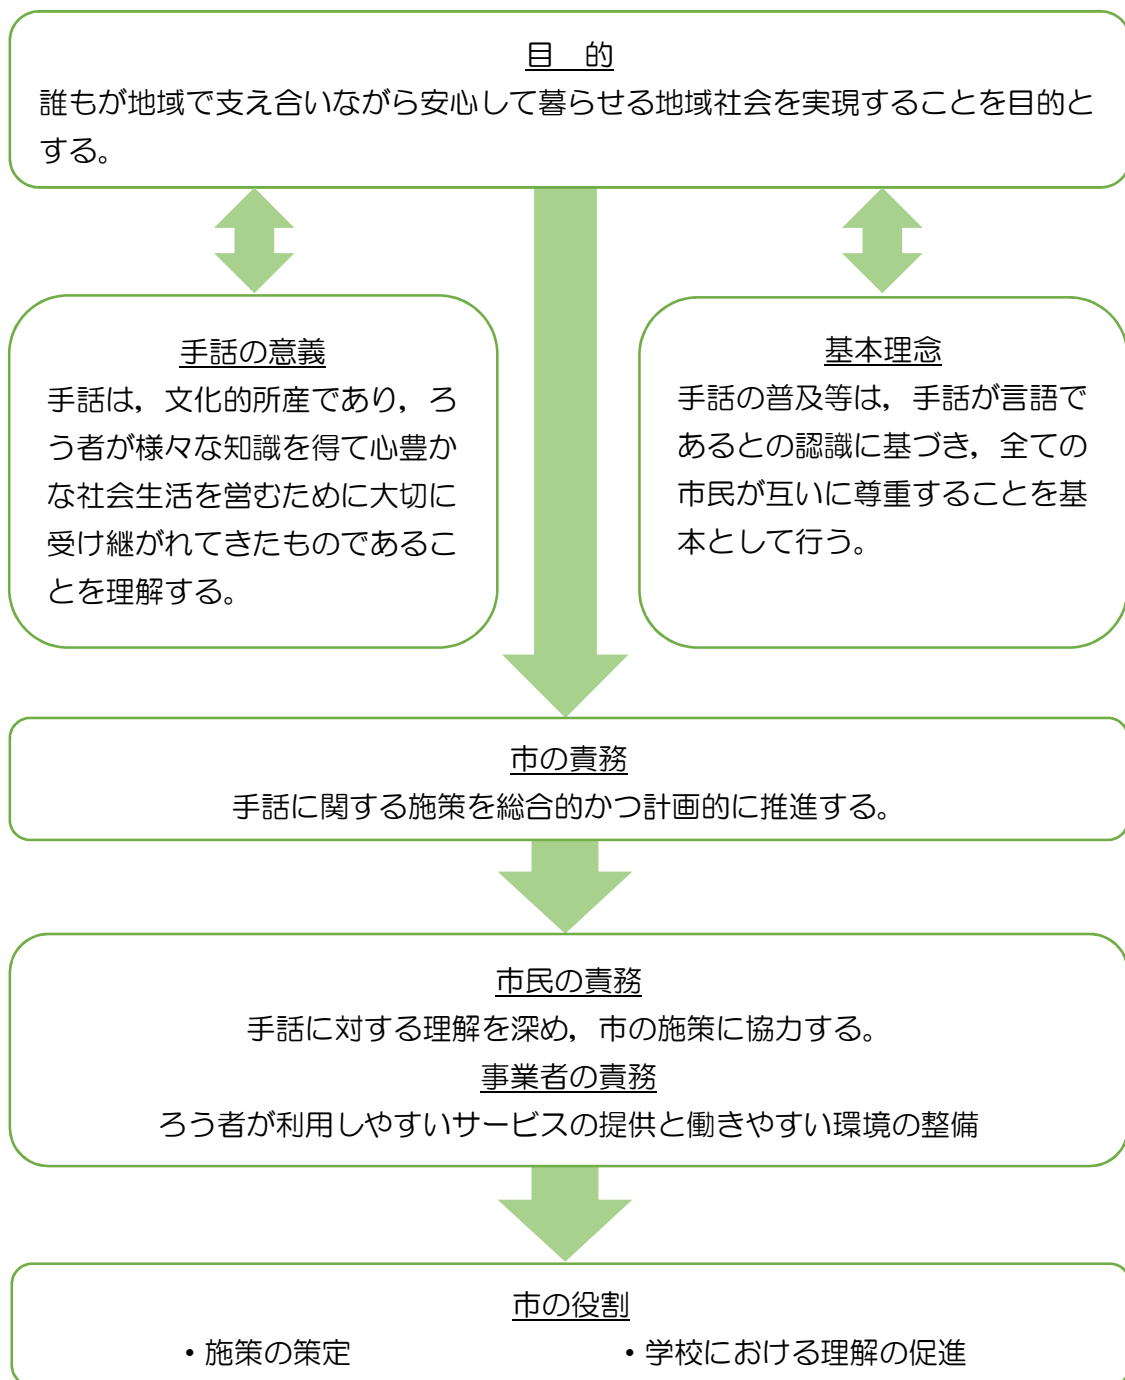 目　的
誰もが地域で支え合いながら安心して暮らせる地域社会を実現することを目的と
する。
手話の意義
手話は，文化的所産であり，ろ
う者が様々な知識を得て心豊か
な社会生活を営むために大切に
受け継がれてきたものであるこ
とを理解する。
基本理念
手話の普及等は，手話が言語で
あるとの認識に基づき，全ての
市民が互いに尊重することを基
本として行う。
市の責務
手話に関する施策を総合的かつ計画的に推進する。
市民の責務
手話に対する理解を深め，市の施策に協力する。
事業者の責務
ろう者が利用しやすいサービスの提供と働きやすい環境の整備
市の役割
・施策の策定　　　　　　　　・学校における理解の促進